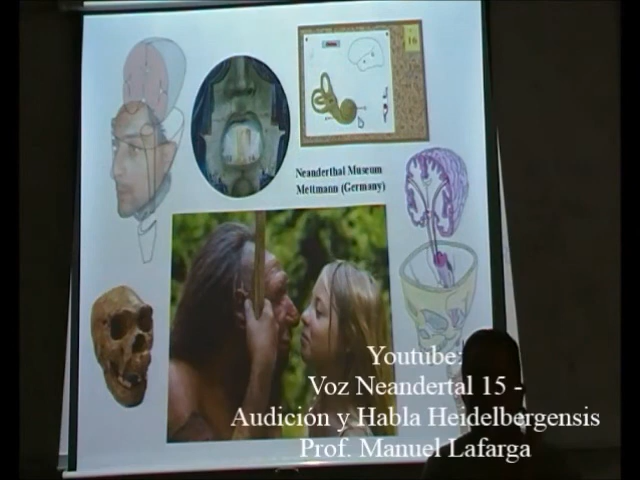 16
Neanderthal Museum
Mettmann (Germany)
Youtube:
Voz Neandertal 15 -
Audición y Habla Heidelbergensis
Prof. Manuel Lafarga